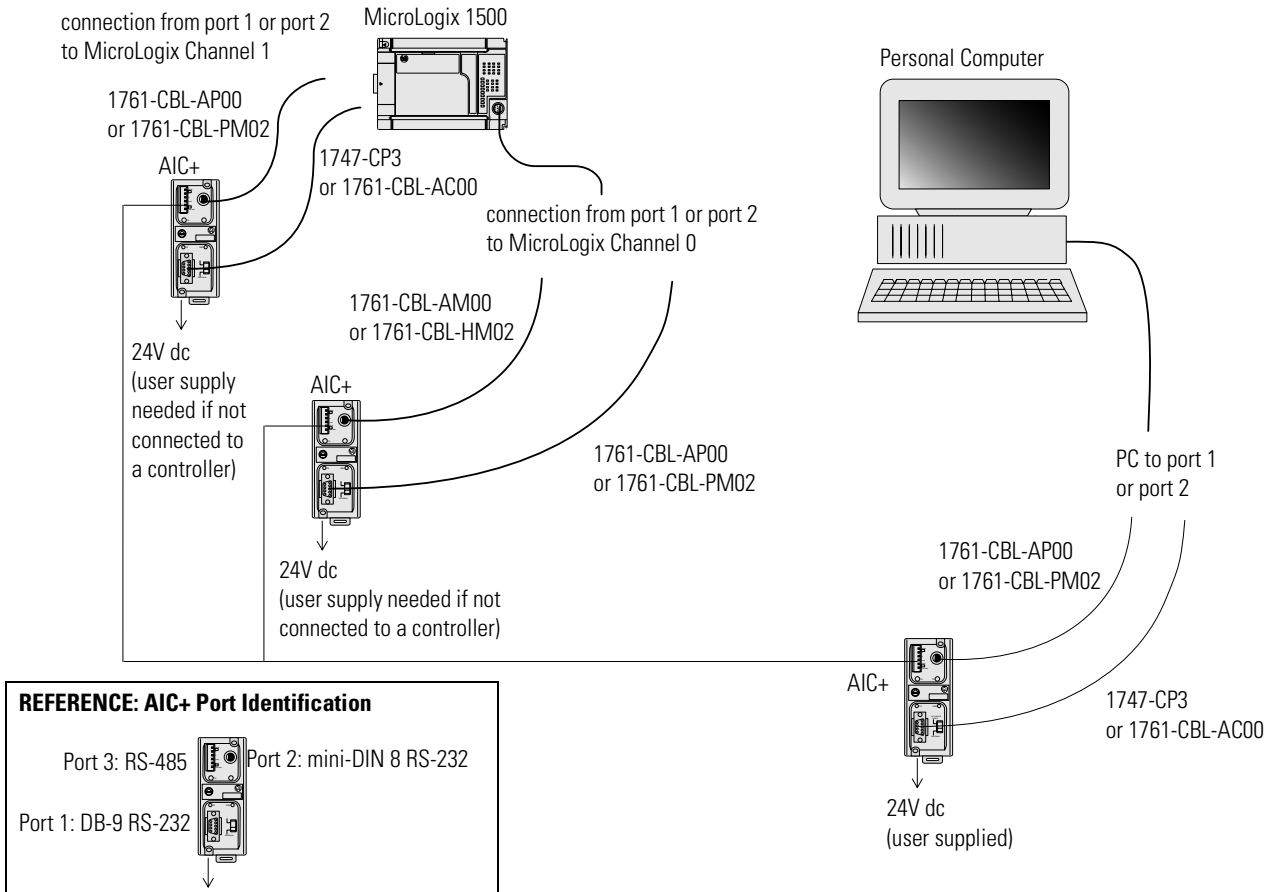 connection from port 1 or port 2
to MicroLogix Channel 1
MicroLogix 1500
Personal Computer
1761-CBL-AP00
or 1761-CBL-PM02
AIC+
1747-CP3
or 1761-CBL-AC00
connection from port 1 or port 2
to MicroLogix Channel 0
1761-CBL-AM00
or 1761-CBL-HM02
24V dc
(user supply
needed if not
connected to
a controller)
AIC+
1761-CBL-AP00
or 1761-CBL-PM02
PC to port 1
or port 2
24V dc
(user supply needed if not
connected to a controller)
1761-CBL-AP00
or 1761-CBL-PM02
AIC+
1747-CP3
or 1761-CBL-AC00
24V dc
(user supplied)
REFERENCE: AIC+ Port Identification
Port 3: RS-485
Port 2: mini-DIN 8 RS-232
Port 1: DB-9 RS-232